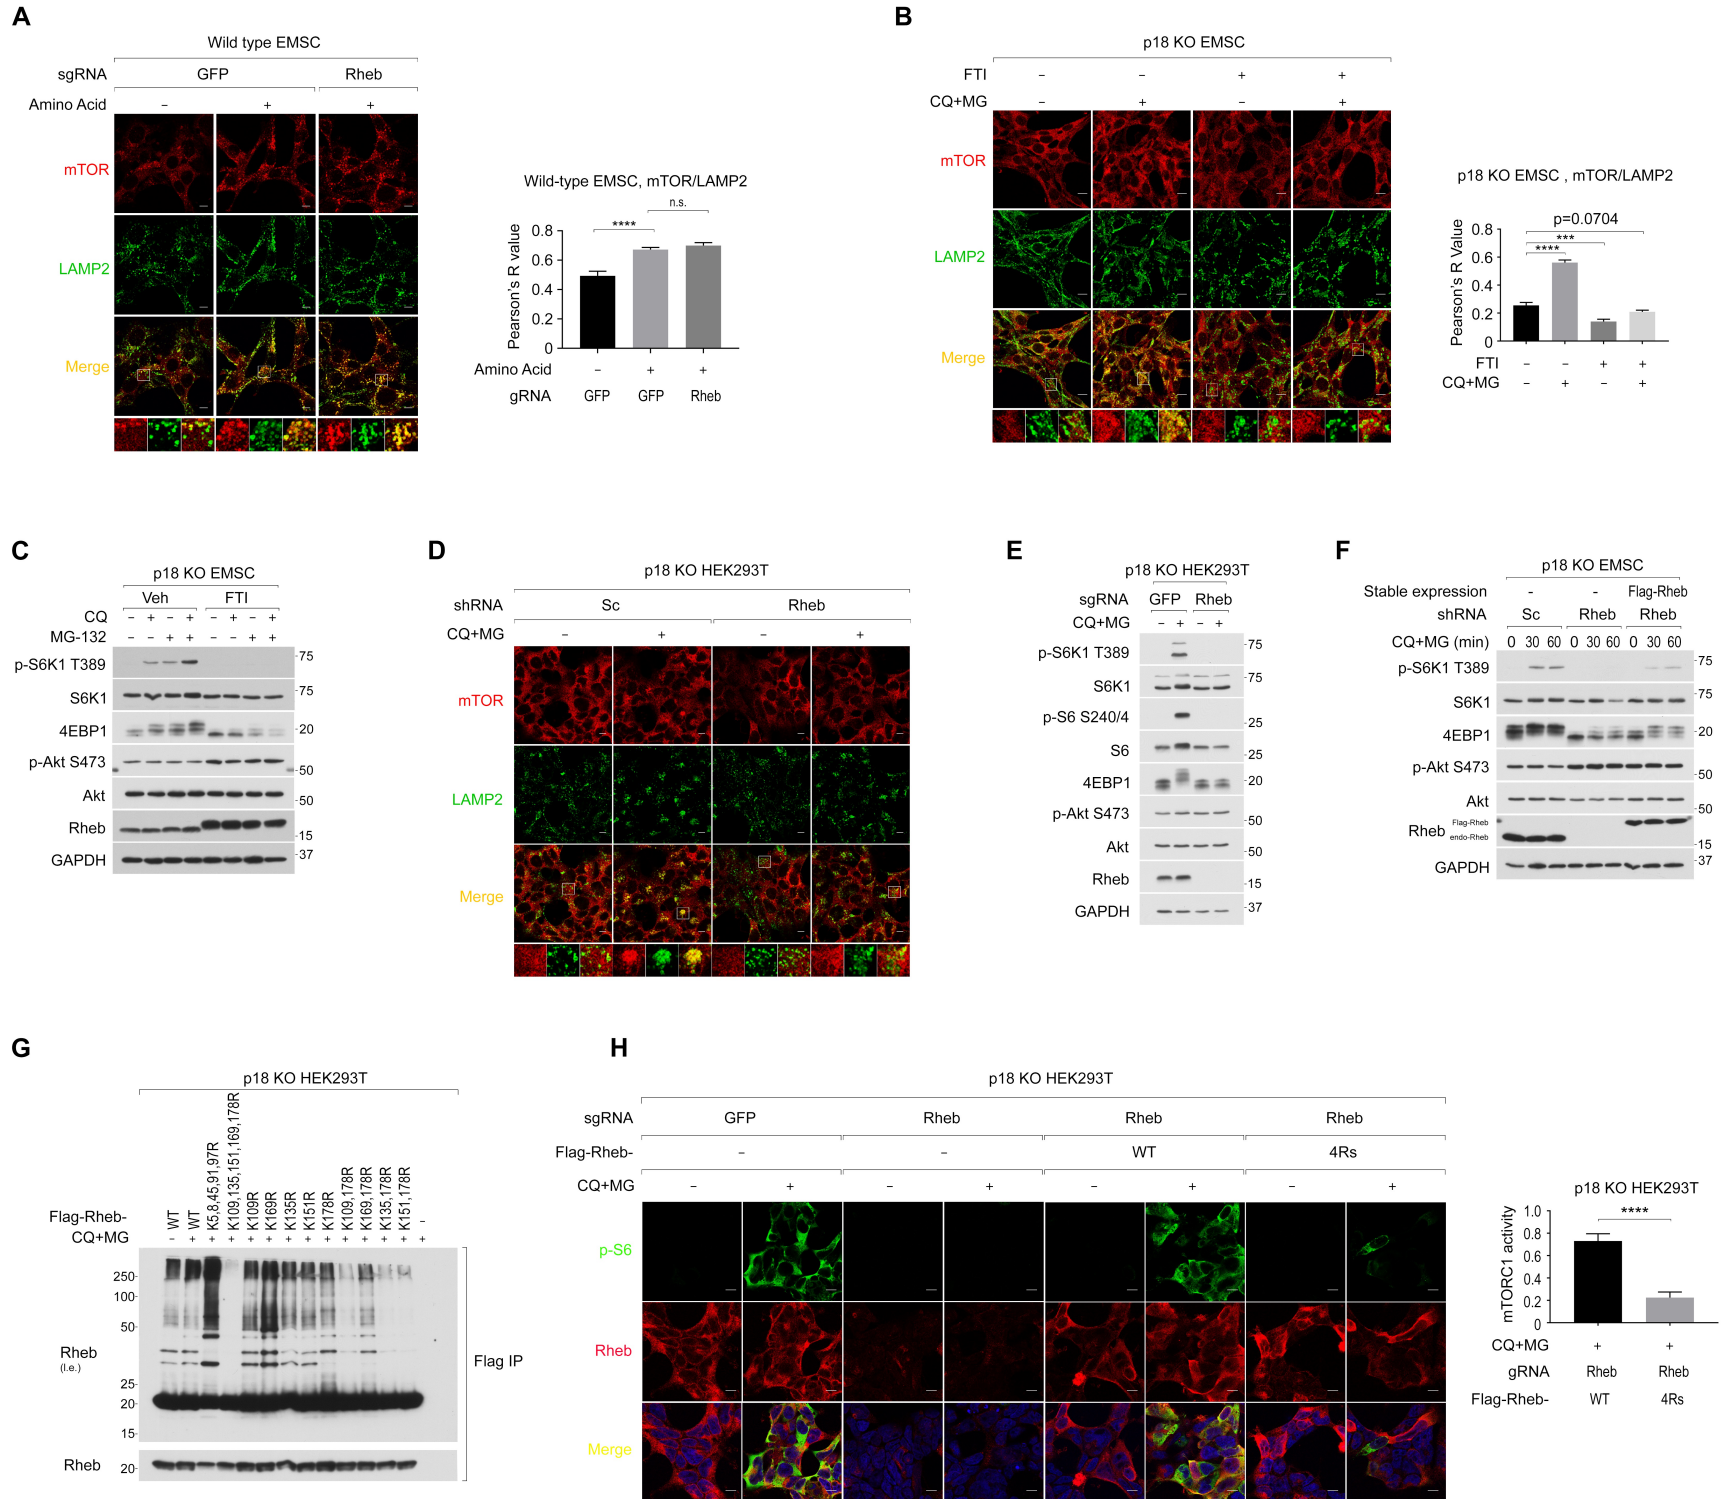 A
Wild type EMSC
sgRNA GFP Rheb
Amino Acid – + +
mTOR
LAMP2
Merge
Wild-type EMSC, mTOR/LAMP2
n.s.
****
Pearson's R value
0.8
0.6
0.4
0.2
0
Amino Acid – + +
gRNA GFP GFP Rheb
B
p18 KO EMSC
FTI – – + +
CQ+MG – + – +
mTOR
LAMP2
Merge
p18 KO EMSC , mTOR/LAMP2
p=0.0704
***
****
Pearson's R Value
0.8
0.6
0.4
0.2
0
FTI – – + +
CQ+MG – + – +
C
p18 KO EMSC
Veh FTI
CQ – + – + – + – +
MG-132 – – + + – – + +
p-S6K1 T389 -75
S6K1 -75
4EBP1 -20
p-Akt S473 -50
Akt -50
Rheb -15
GAPDH -37
D
p18 KO HEK293T
shRNA Sc Rheb
CQ+MG – + – +
mTOR
LAMP2
Merge
E
p18 KO HEK293T
sgRNA GFP Rheb
CQ+MG – + – +
p-S6K1 T389 -75
S6K1 -75
p-S6 S240/4 -25
S6 -25
4EBP1 -20
p-Akt S473 -50
Akt -50
Rheb -15
GAPDH -37
F
p18 KO EMSC
Stable expression - - Flag-Rheb
shRNA Sc Rheb Rheb
CQ+MG (min) 0 30 60 0 30 60 0 30 60
p-S6K1 T389 -75
S6K1 -75
4EBP1 -20
p-Akt S473 -50
Akt -50
Rheb Flag-Rheb endo-Rheb -15
GAPDH -37
G
p18 KO HEK293T
Flag-Rheb- WT WT K5,8,45,91,97R K109,135,151,169,178R K109R K169R K135R K151R K178R K109,178R K169,178R K135,178R K151,178R –
CQ+MG – + + + + + + + + + + + + +
250-
100-
50-
Rheb
(l.e.)
25-
20-
15-
Flag IP
Rheb 20-
H
p18 KO HEK293T
sgRNA GFP Rheb Rheb Rheb
Flag-Rheb- – – WT 4Rs
CQ+MG – + – + – + – +
p-S6
Rheb
Merge
p18 KO HEK293T
****
mTORC1 activity
1.0
0.8
0.6
0.4
0.2
0
CQ+MG + +
gRNA Rheb Rheb
Flag-Rheb- WT 4Rs